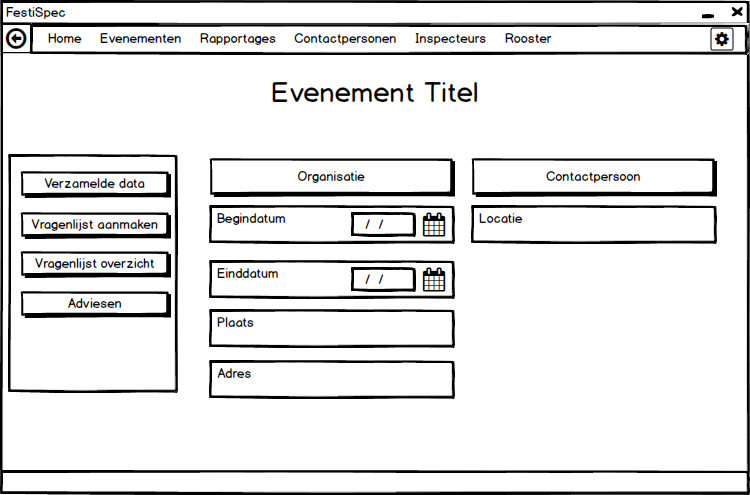 FestiSpec
Home Evenementen Rapportages Contactpersonen Inspecteurs Rooster
Evenement Titel
Verzamelde data
Vragenlijst aanmaken
Vragenlijst overzicht
Adviesen
Organisatie
Begindatum / /
Einddatum / /
Plaats
Adres
Contactpersoon
Locatie